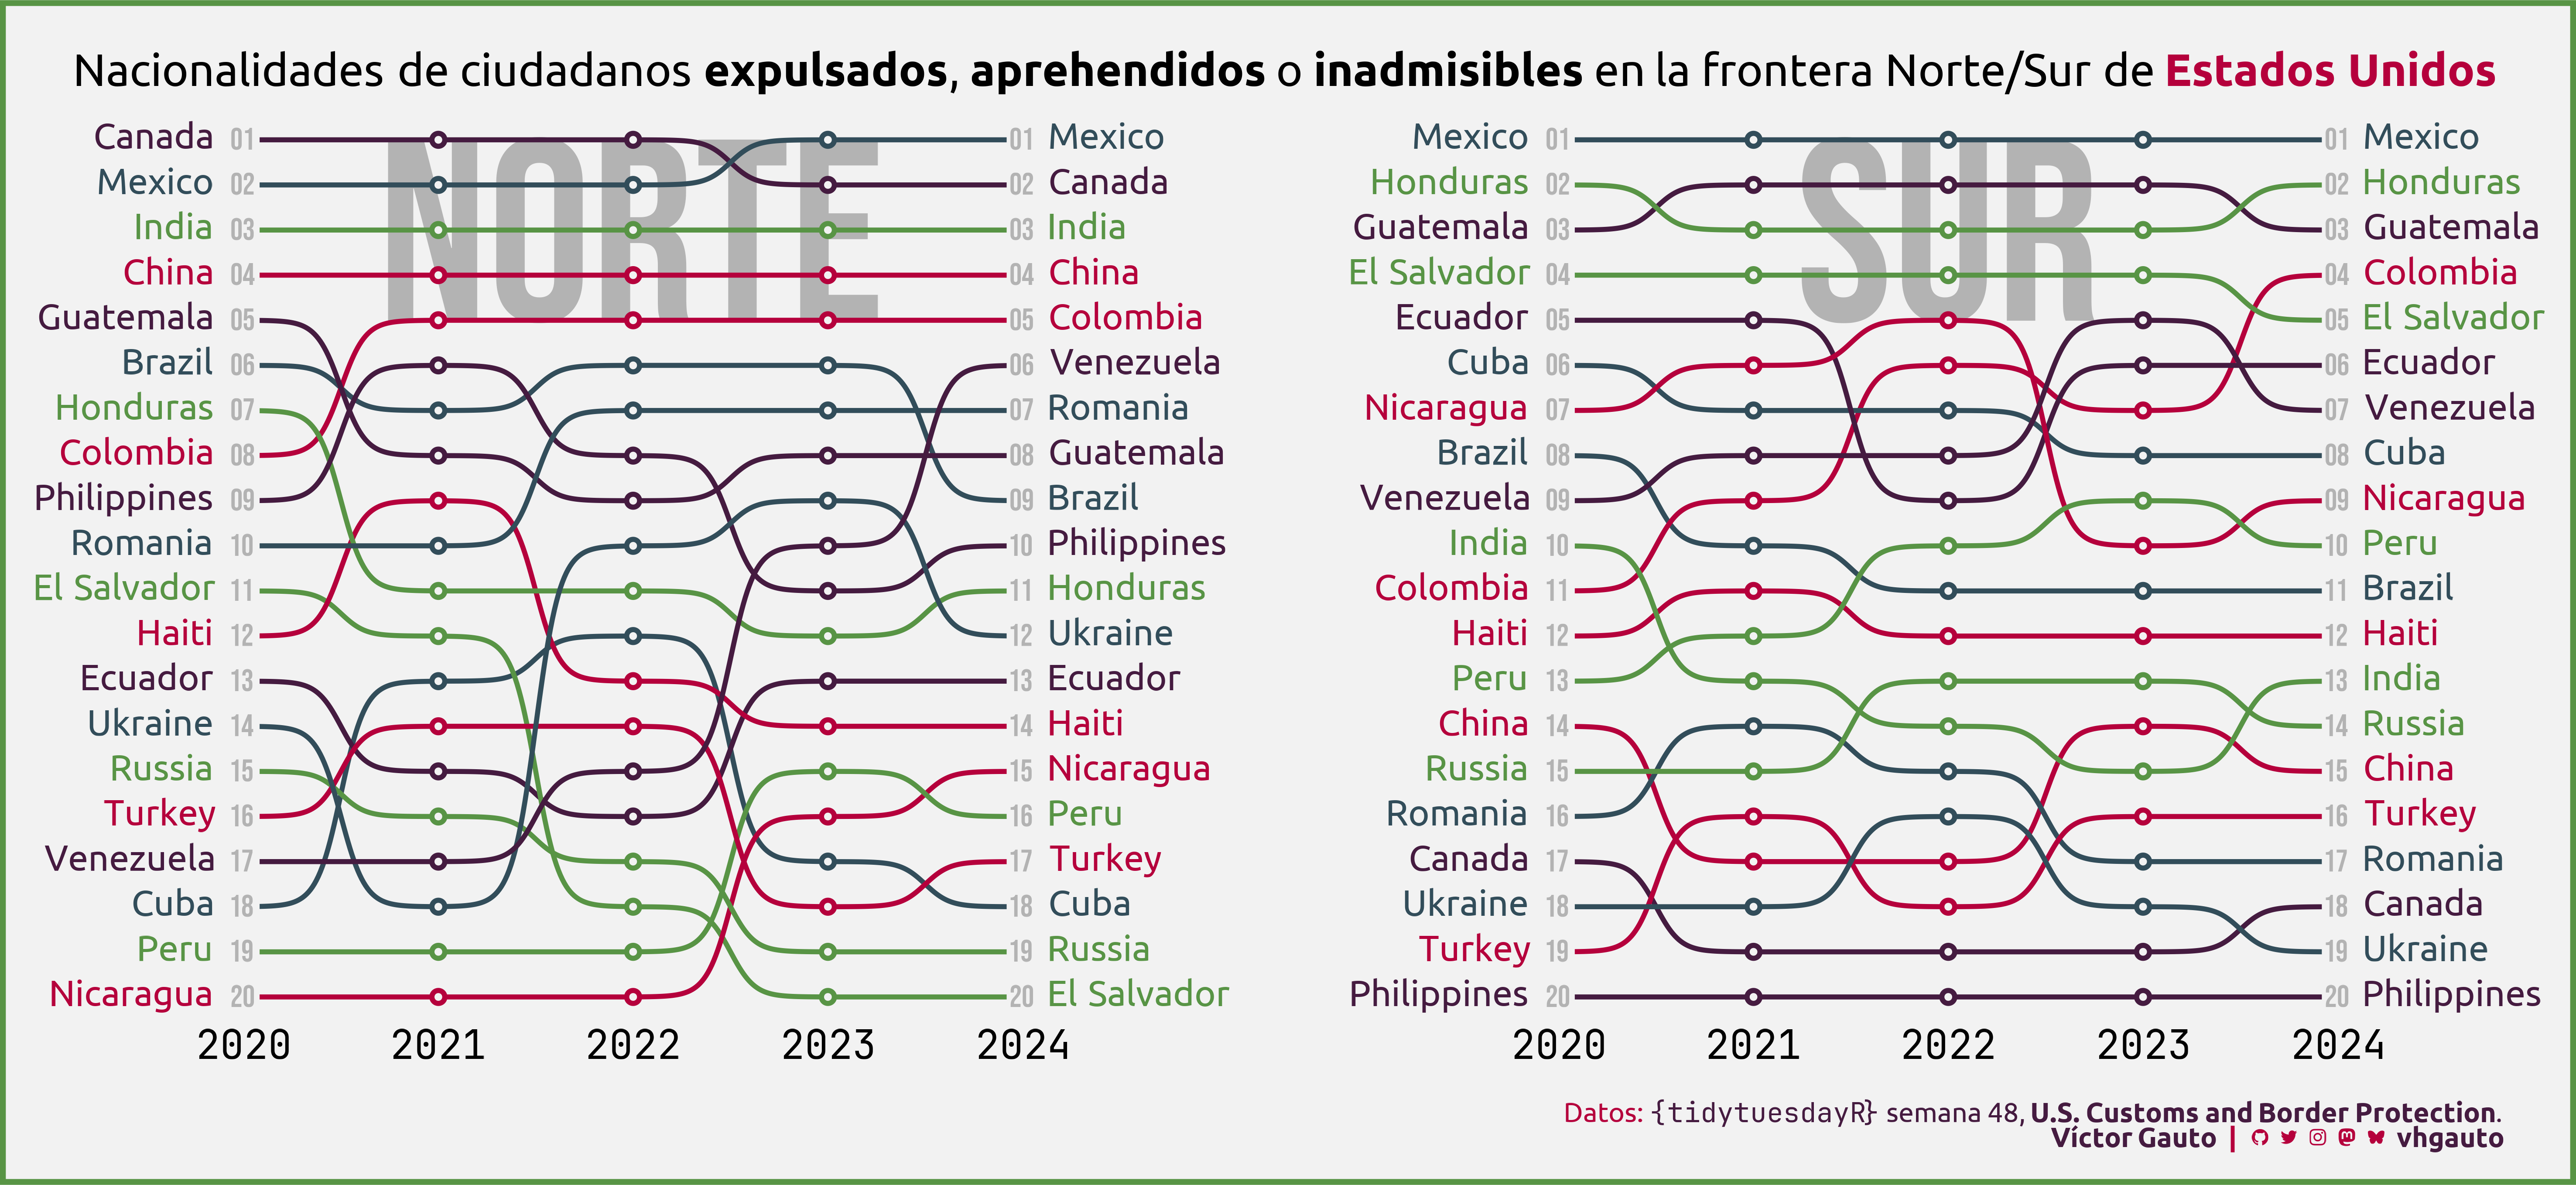 Nacionalidades de ciudadanos expulsados, aprehendidos o inadmisibles en la frontera Norte/Sur de Estados Unidos
NORTE
Canada 01 01 Mexico
Mexico 02 02 Canada
India 03 03 India
China 04 04 China
Guatemala 05 05 Colombia
Brazil 06 06 Venezuela
Honduras 07 07 Romania
Colombia 08 08 Guatemala
Philippines 09 09 Brazil
Romania 10 10 Philippines
El Salvador 11 11 Honduras
Haiti 12 12 Ukraine
Ecuador 13 13 Ecuador
Ukraine 14 14 Haiti
Russia 15 15 Nicaragua
Turkey 16 16 Peru
Venezuela 17 17 Turkey
Cuba 18 18 Cuba
Peru 19 19 Russia
Nicaragua 20 20 El Salvador
2020 2021 2022 2023 2024
SUR
Mexico 01 01 Mexico
Honduras 02 02 Honduras
Guatemala 03 03 Guatemala
El Salvador 04 04 Colombia
Ecuador 05 05 El Salvador
Cuba 06 06 Ecuador
Nicaragua 07 07 Venezuela
Brazil 08 08 Cuba
Venezuela 09 09 Nicaragua
India 10 10 Peru
Colombia 11 11 Brazil
Haiti 12 12 Haiti
Peru 13 13 India
China 14 14 Russia
Russia 15 15 China
Romania 16 16 Turkey
Canada 17 17 Romania
Ukraine 18 18 Canada
Turkey 19 19 Ukraine
Philippines 20 20 Philippines
2020 2021 2022 2023 2024
Datos: {tidytuesdayR} semana 48, U.S. Customs and Border Protection.
Víctor Gauto | vhgauto